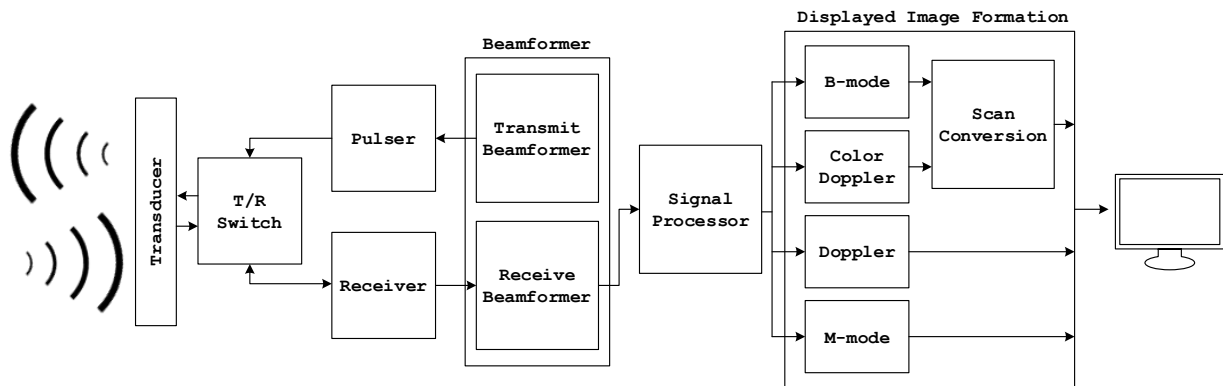 Displayed Image Formation
Beamformer
Transducer
T/R
Switch
Pulser
Receiver
Transmit
Beamformer
Receive
Beamformer
Signal
Processor
B-mode
Color
Doppler
Doppler
M-mode
Scan
Conversion